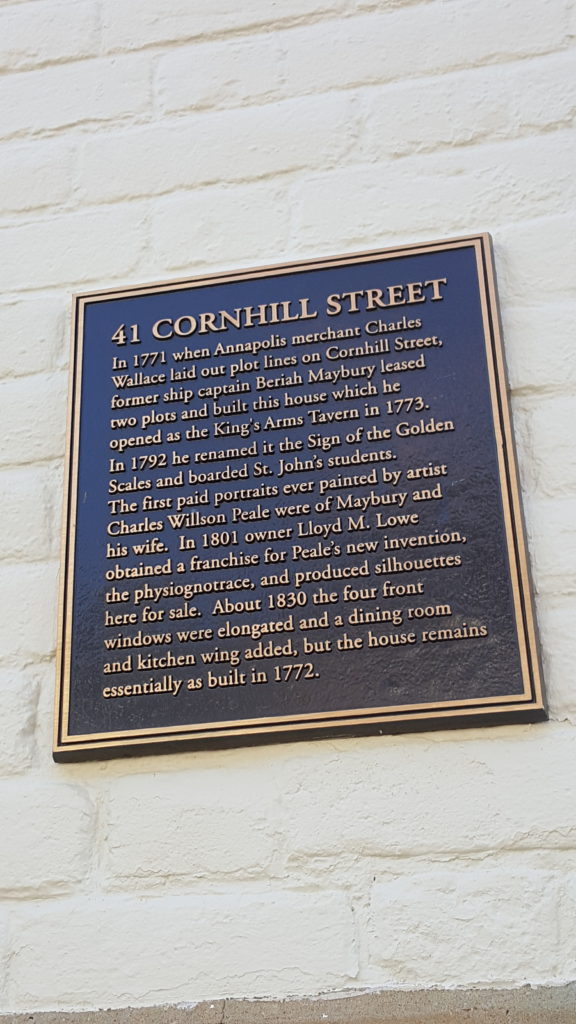 41 CORNHILL STREET
In 1771 when Annapolis merchant Charles
Wallace laid out plot lines on Cornhill Street,
former ship captain Beriah Maybury leased
two plots and built this house which he
opened as the King's Arms Tavern in 1773.
In 1792 he renamed it the Sign of the Golden
Scales and boarded St. John's students.
The first paid portraits ever painted by artist
Charles Willson Peale were of Maybury and
his wife. In 1801 owner Lloyd M. Lowe
obtained a franchise for Peale's new invention,
the physiognotrace, and produced silhouettes
here for sale. About 1830 the four front
windows were elongated and a dining room
and kitchen wing added, but the house remains
essentially as built in 1772.